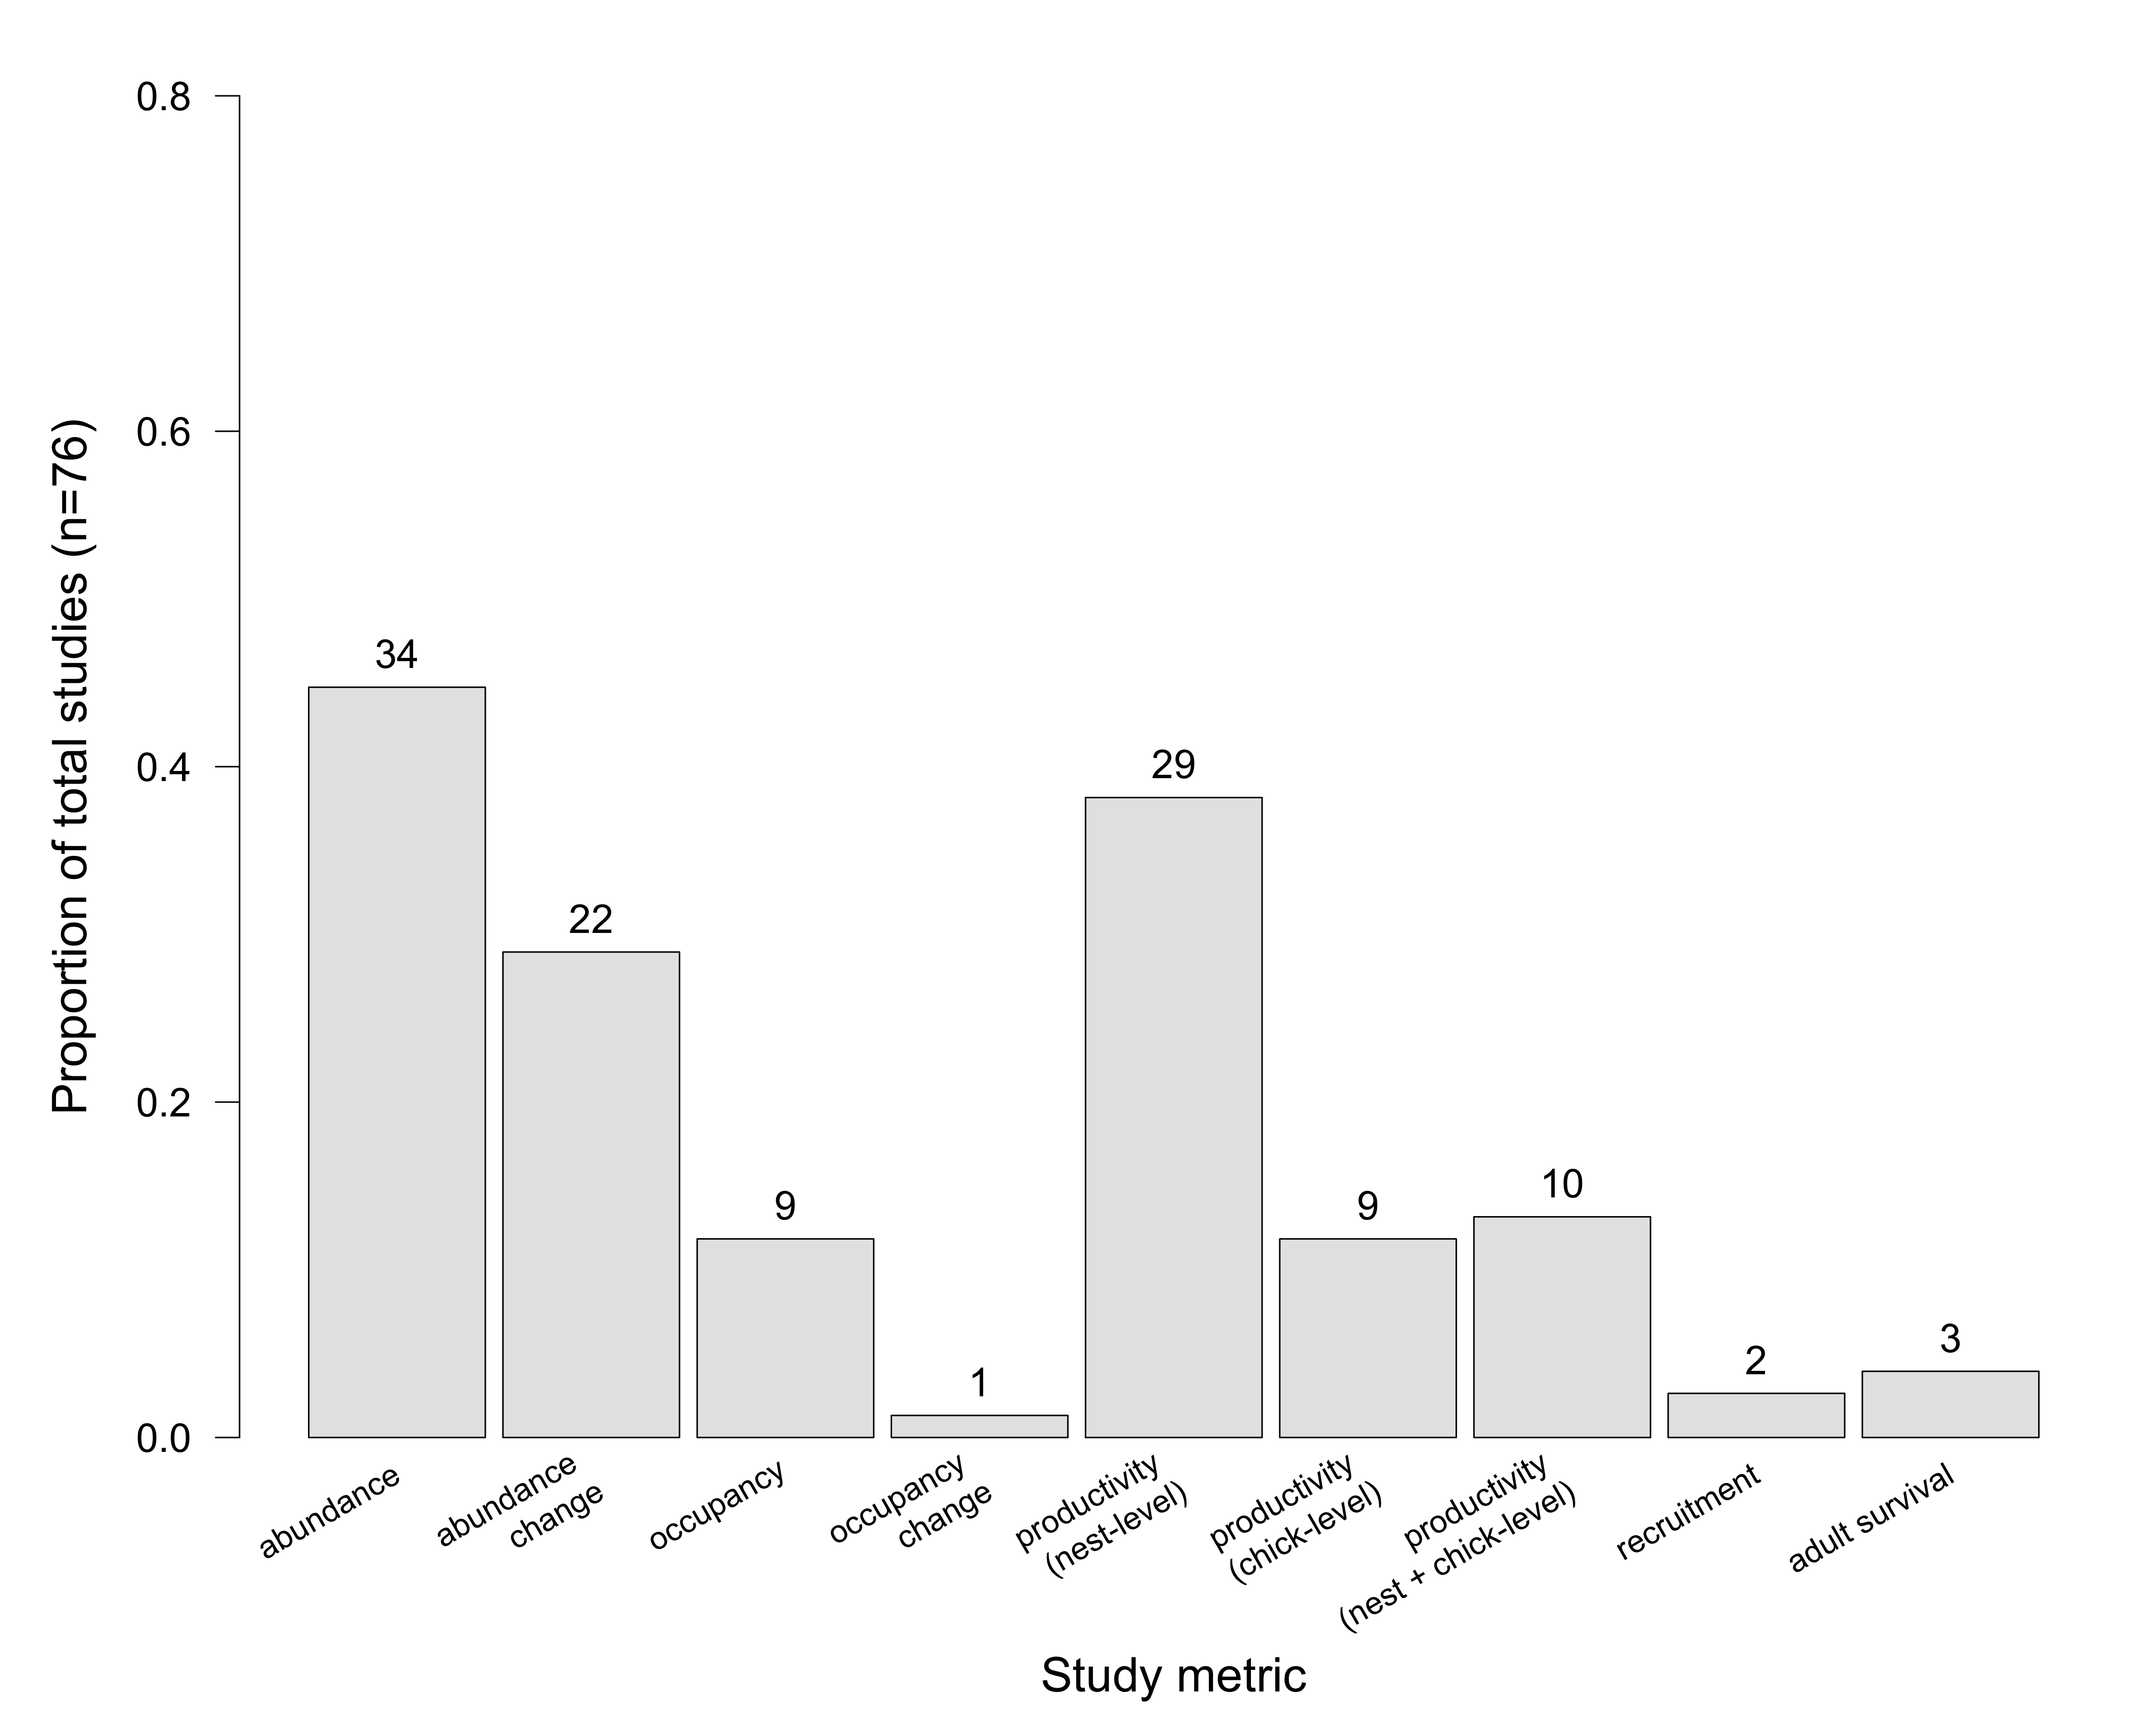 0.8
0.6
0.4
0.2
0.0
Proportion of total studies (n=76)
34
22
9
1
29
9
10
2
3
abundance
abundance
change
occupancy
occupancy
change
productivity
(nest-level)
productivity
(chick-level)
productivity
(nest + chick-level)
recruitment
adult survival
Study metric